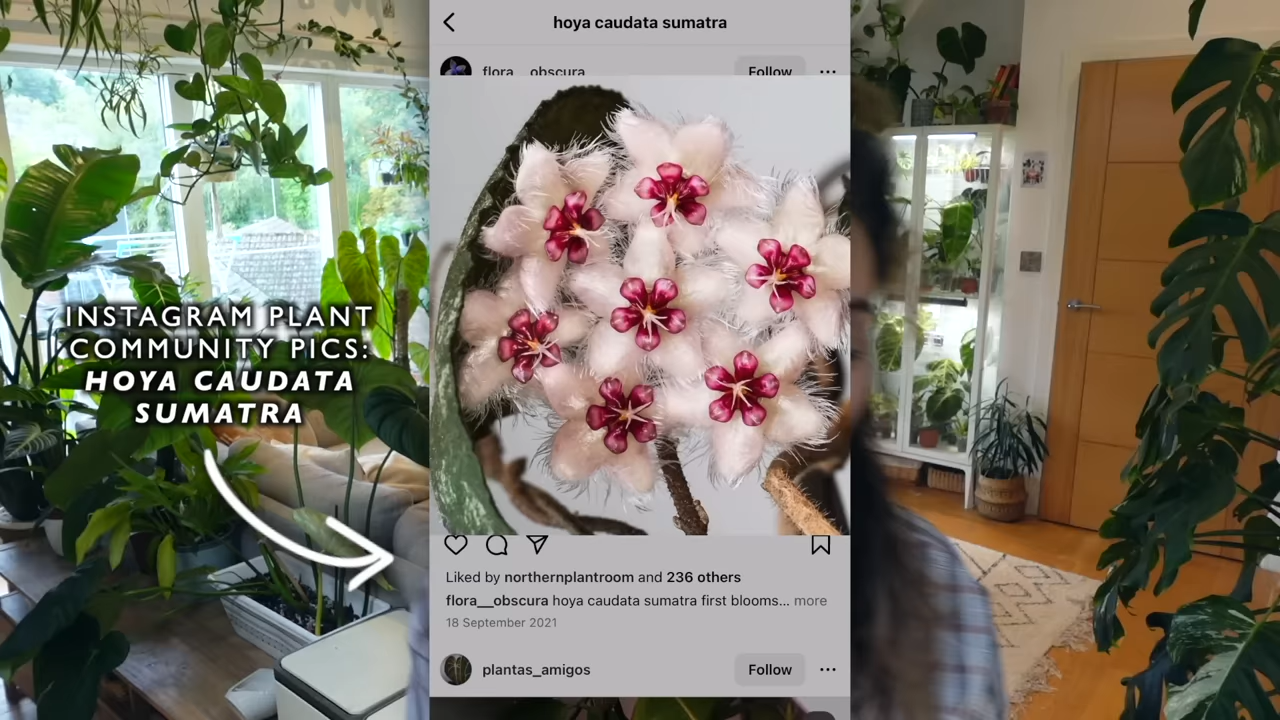 hoya caudata sumatra
flora__obscura
Follow
INSTAGRAM PLANT
COMMUNITY PICS:
HOYA CAUDATA
SUMATRA
Liked by northernplantroom and 236 others
flora__obscura hoya caudata sumatra first blooms... more
18 September 2021
plantas_amigos
Follow